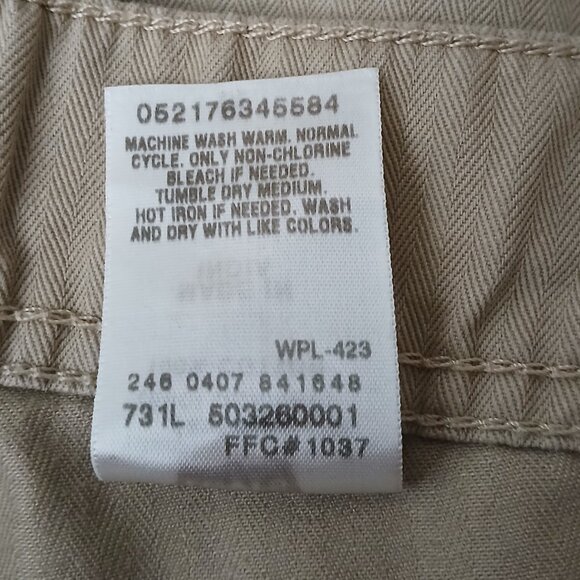 052176345584
MACHINE WASH WARM. NORMAL
CYCLE. ONLY NON-CHLORINE
BLEACH IF NEEDED.
TUMBLE DRY MEDIUM.
HOT IRON IF NEEDED. WASH
AND DRY WITH LIKE COLORS.
WPL-423
246 0407 841648
731L 503260001
FFC#1037